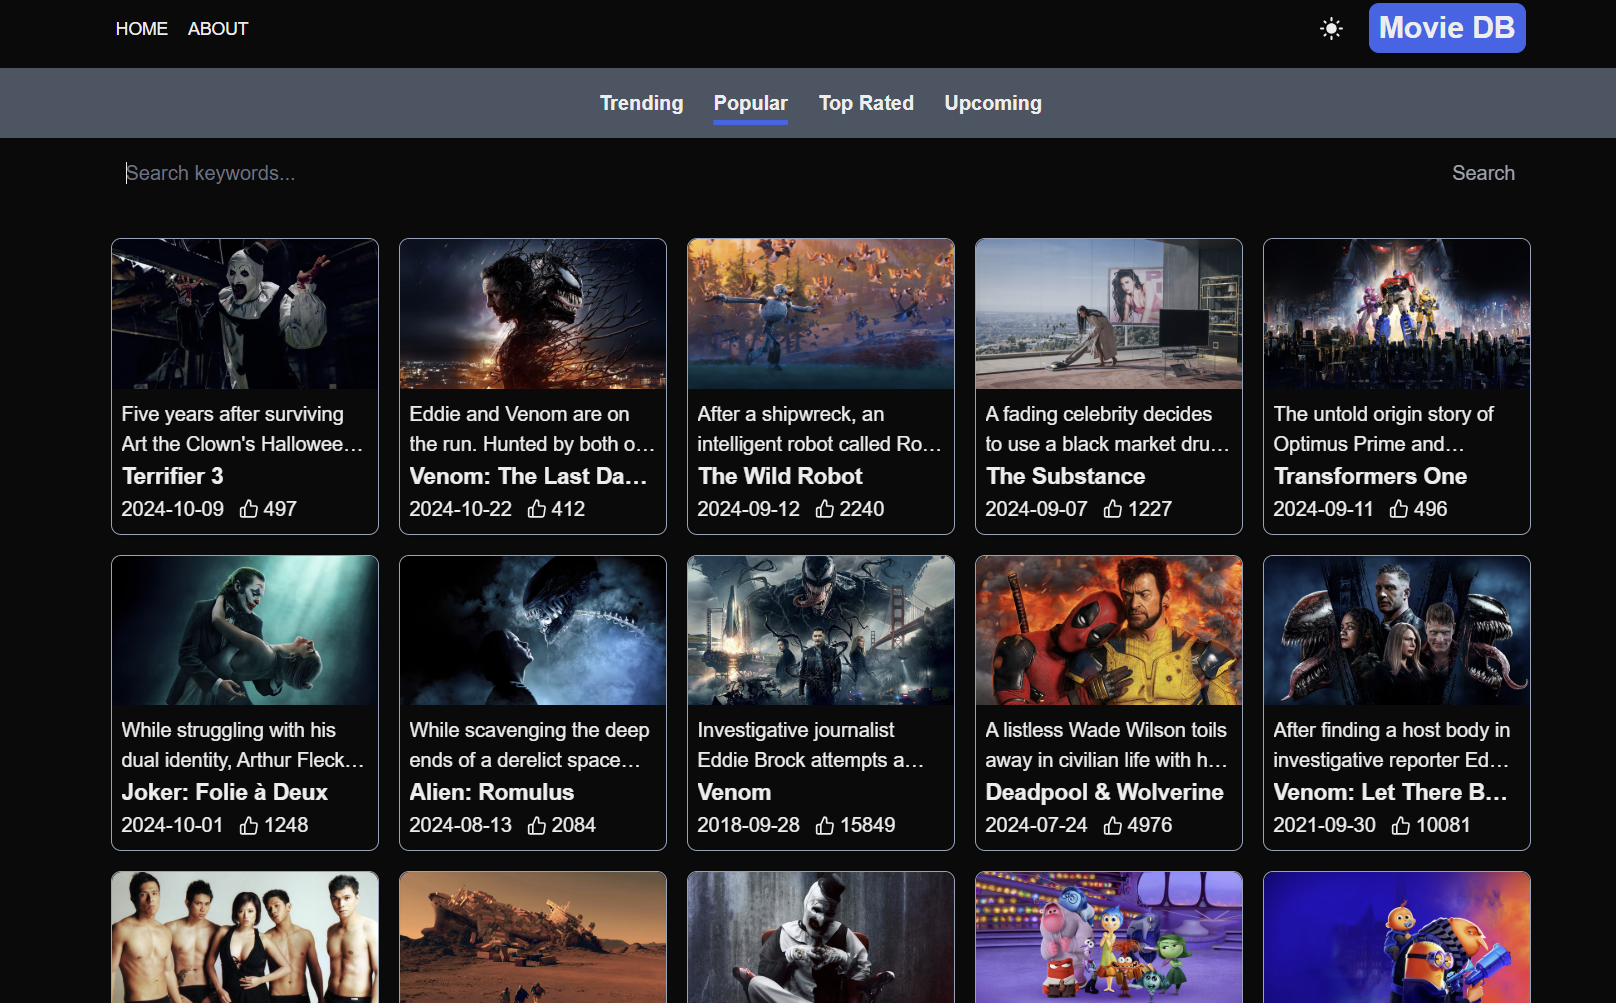 HOME ABOUT Movie DB
Trending Popular Top Rated Upcoming
Search keywords... Search
Five years after surviving
Art the Clown's Hallowee...
Terrifier 3
2024-10-09 497
Eddie and Venom are on
the run. Hunted by both o...
Venom: The Last Da...
2024-10-22 412
After a shipwreck, an
intelligent robot called Ro...
The Wild Robot
2024-09-12 2240
A fading celebrity decides
to use a black market dru...
The Substance
2024-09-07 1227
The untold origin story of
Optimus Prime and...
Transformers One
2024-09-11 496
While struggling with his
dual identity, Arthur Fleck...
Joker: Folie à Deux
2024-10-01 1248
While scavenging the deep
ends of a derelict space...
Alien: Romulus
2024-08-13 2084
Investigative journalist
Eddie Brock attempts a...
Venom
2018-09-28 15849
A listless Wade Wilson toils
away in civilian life with h...
Deadpool & Wolverine
2024-07-24 4976
After finding a host body in
investigative reporter Ed...
Venom: Let There B...
2021-09-30 10081